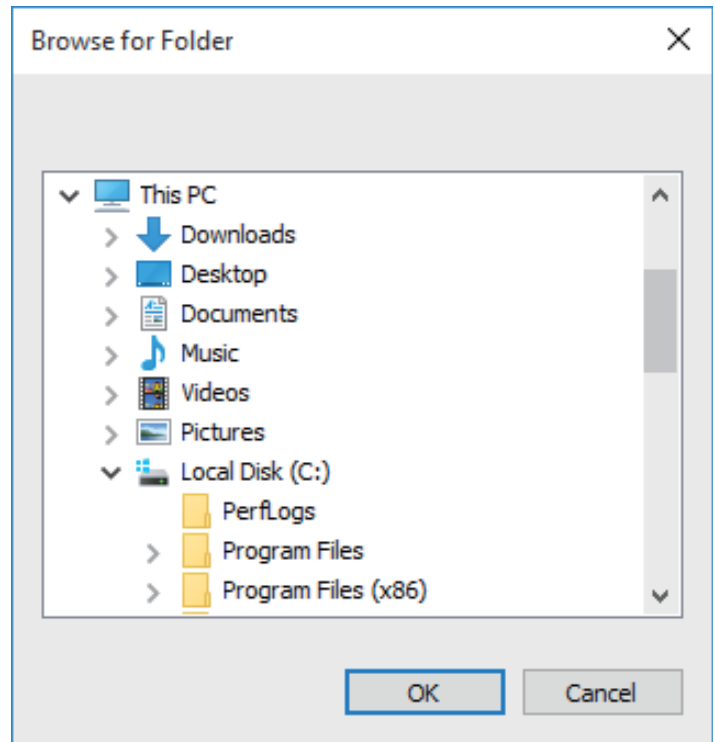 Browse for Folder
This PC
Downloads
Desktop
Documents
Music
Videos
Pictures
Local Disk (C:)
PerfLogs
Program Files
Program Files (x86)
OK Cancel